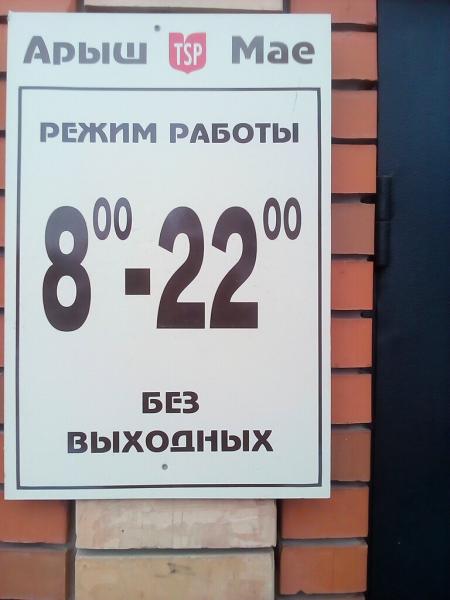 Арыш TSP Мае
РЕЖИМ РАБОТЫ
8⁰⁰-22⁰⁰
БЕЗ
ВЫХОДНЫХ